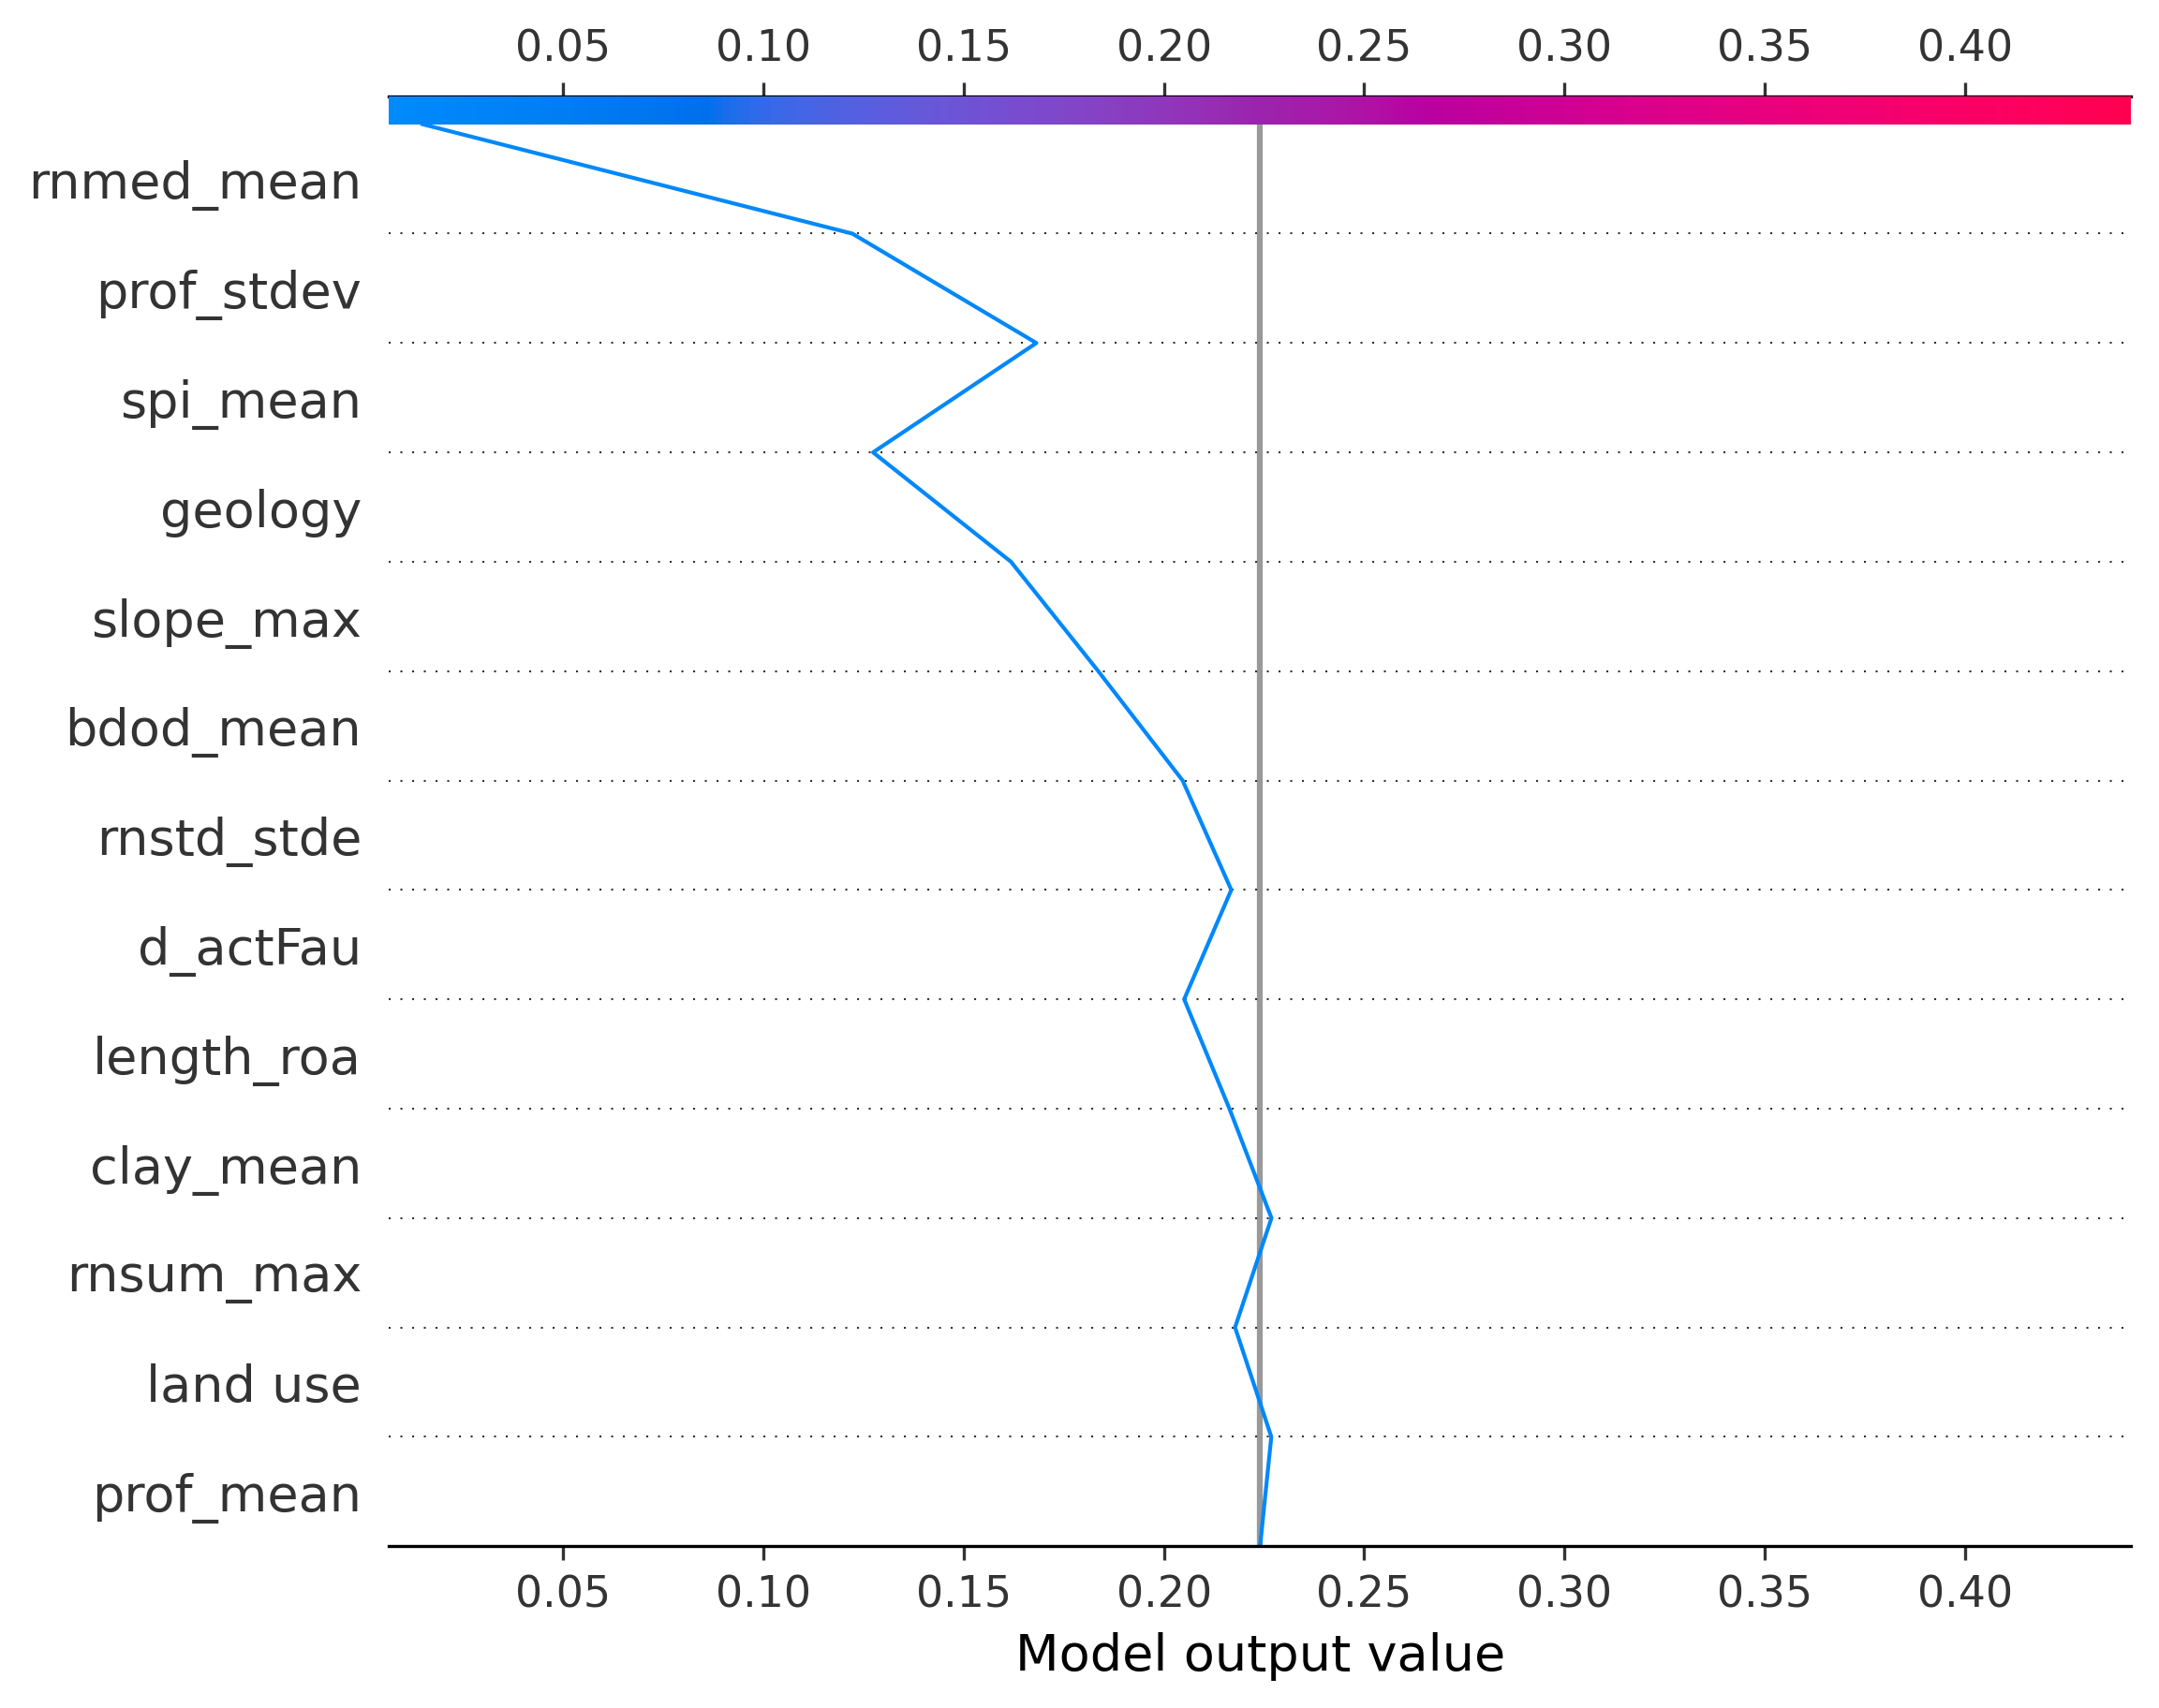 0.05 0.10 0.15 0.20 0.25 0.30 0.35 0.40
rnmed_mean
prof_stdev
spi_mean
geology
slope_max
bdod_mean
rnstd_stde
d_actFau
length_roa
clay_mean
rnsum_max
land use
prof_mean
0.05 0.10 0.15 0.20 0.25 0.30 0.35 0.40
Model output value